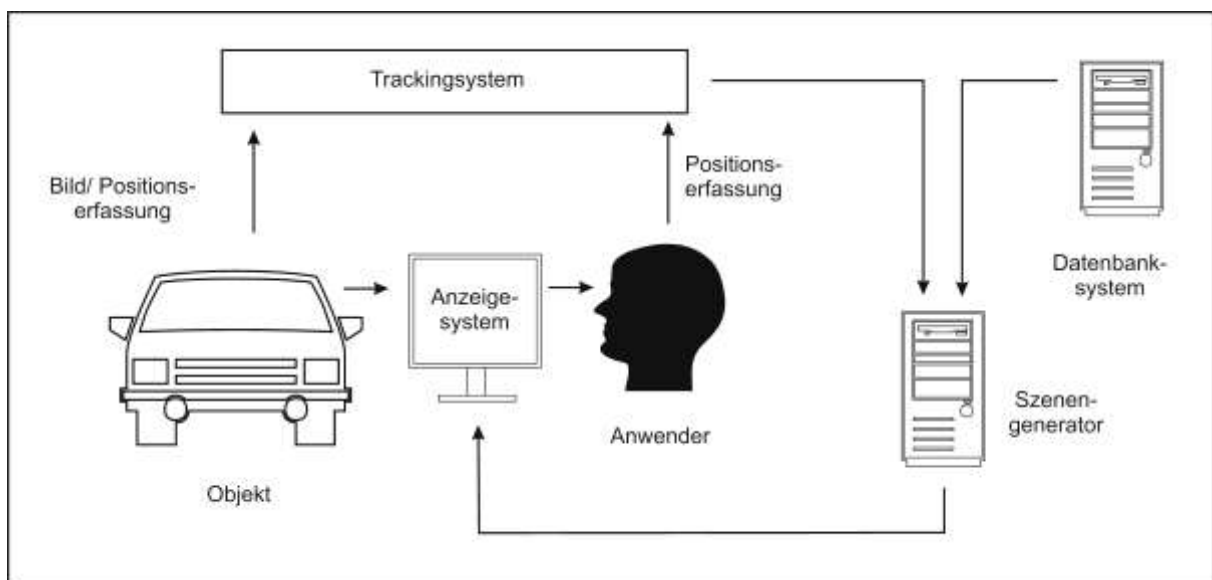 Trackingsystem
Bild/ Positions-
erfassung
Positions-
erfassung
Anzeige-
system
Datenbank-
system
Anwender
Szenen-
generator
Objekt